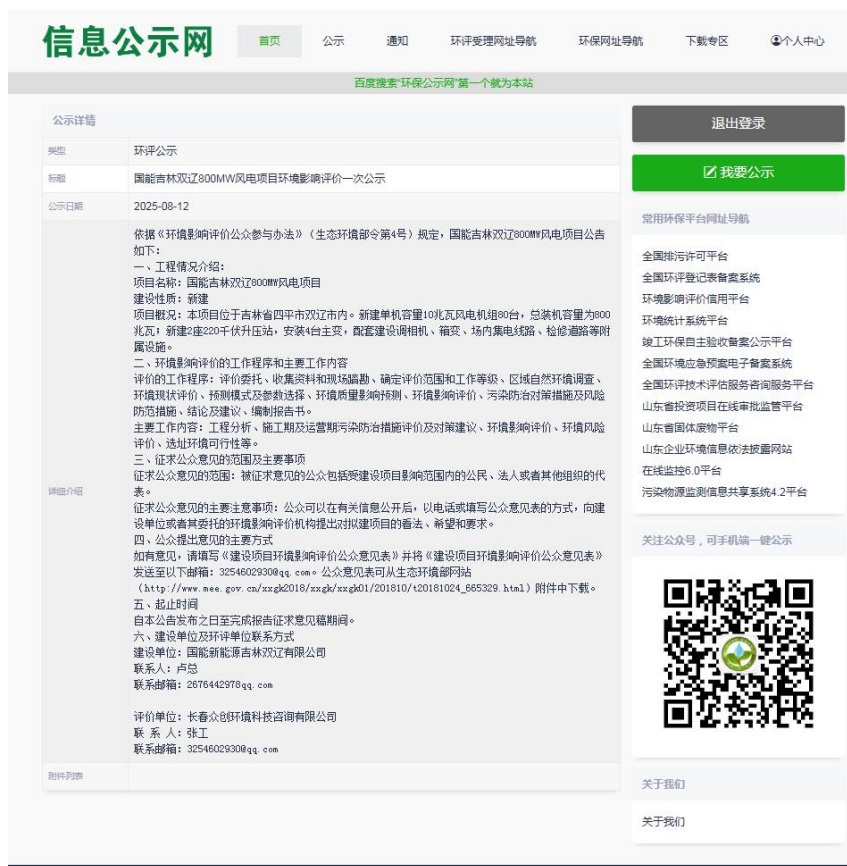 信息公示网
首页 公示 通知 环评受理网址导航 环保网址导航 下载专区 个人中心
百度搜索“环保公示网”第一个就为本站
公示详情
类型 环评公示
标题 国能吉林双辽800MW风电项目环境影响评价一次公示
公示日期 2025-08-12
详细介绍
依据《环境影响评价公众参与办法》(生态环境部令第4号)规定,国能吉林双辽800MW风电项目公告
如下:
一、工程情况介绍:
项目名称:国能吉林双辽800MW风电项目
建设性质:新建
项目概况:本项目位于吉林省四平市双辽市内。新建单机容量10兆瓦风电机组80台,总装机容量为800
兆瓦;新建2座220千伏升压站,安装4台主变,配套建设调相机、箱变、场内集电线路、检修道路等附
属设施。
二、环境影响评价的工作程序和主要工作内容
评价的工作程序:评价委托、收集资料和现场踏勘、确定评价范围和工作等级、区域自然环境调查、
环境现状评价、预测模式及参数选择、环境质量影响预测、环境影响评价、污染防治对策措施及风险
防范措施、结论及建议、编制报告书。
主要工作内容:工程分析、施工期及运营期污染防治措施评价及对策建议、环境影响评价、环境风险
评价、选址环境可行性等。
三、征求公众意见的范围及主要事项
征求公众意见的范围:被征求意见的公众包括受建设项目影响范围内的公民、法人或者其他组织的代
表。
征求公众意见的主要注意事项:公众可以在有关信息公开后,以电话或填写公众意见表的方式,向建
设单位或者其委托的环境影响评价机构提出对拟建项目的看法、希望和要求。
四、公众提出意见的主要方式
如有意见,请填写《建设项目环境影响评价公众意见表》并将《建设项目环境影响评价公众意见表》
发送至以下邮箱:3254602930@qq.com。公众意见表可从生态环境部网站
(http://www.mee.gov.cn/xxgk2018/xxgk/xxgk01/201810/t20181024_665329.html)附件中下载。
五、起止时间
自本公告发布之日至完成报告征求意见稿期间。
六、建设单位及环评单位联系方式
建设单位:国能新能源吉林双辽有限公司
联系人:卢总
联系邮箱:2676442978qq.com
评价单位:长春众创环境科技咨询有限公司
联 系 人:张工
联系邮箱:3254602930@qq.com
附件列表
退出登录
我要公示
常用环保平台网址导航
全国排污许可平台
全国环评登记表备案系统
环境影响评价信用平台
环境统计系统平台
竣工环保自主验收备案公示平台
全国环境应急预案电子备案系统
全国环评技术评估服务咨询服务平台
山东省投资项目在线审批监管平台
山东省固体废物平台
山东企业环境信息依法披露网站
在线监控6.0平台
污染物源监测信息共享系统4.2平台
关注公众号,可手机端一键公示
关于我们
关于我们